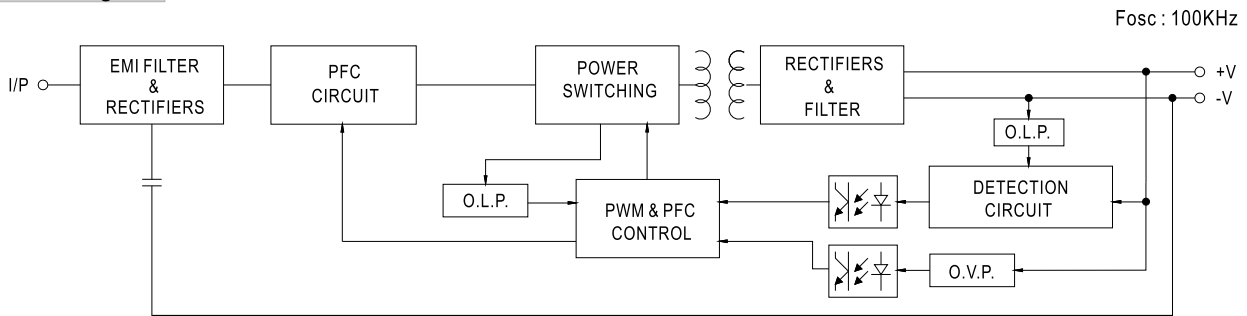 Fosc : 100KHz
I/P
EMI FILTER
&
RECTIFIERS
PFC
CIRCUIT
POWER
SWITCHING
RECTIFIERS
&
FILTER
+V
-V
O.L.P.
O.L.P.
PWM & PFC
CONTROL
DETECTION
CIRCUIT
O.V.P.